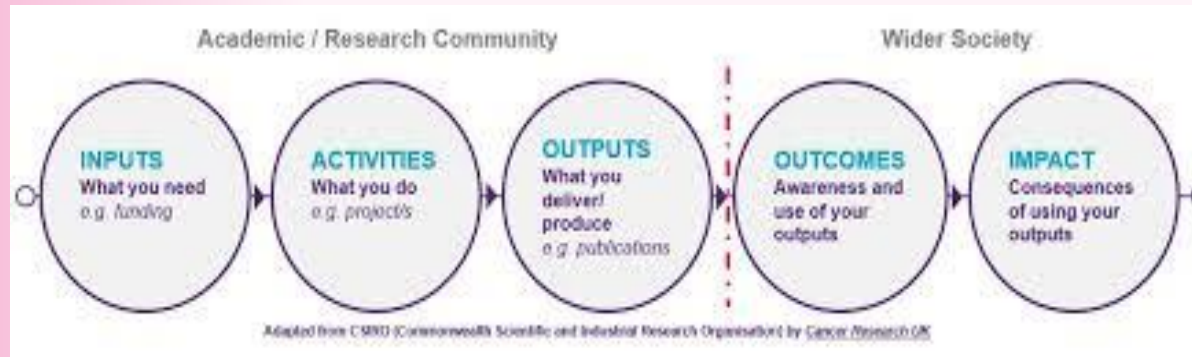 Academic / Research Community
Wider Society
INPUTS
What you need
e.g. funding
ACTIVITIES
What you do
e.g. project/s
OUTPUTS
What you
deliver/
produce
e.g. publications
OUTCOMES
Awareness and
use of your
outputs
IMPACT
Consequences
of using your
outputs
Adapted from CSIRO (Commonwealth Scientific and Industrial Research Organisation) by Cancer Research UK